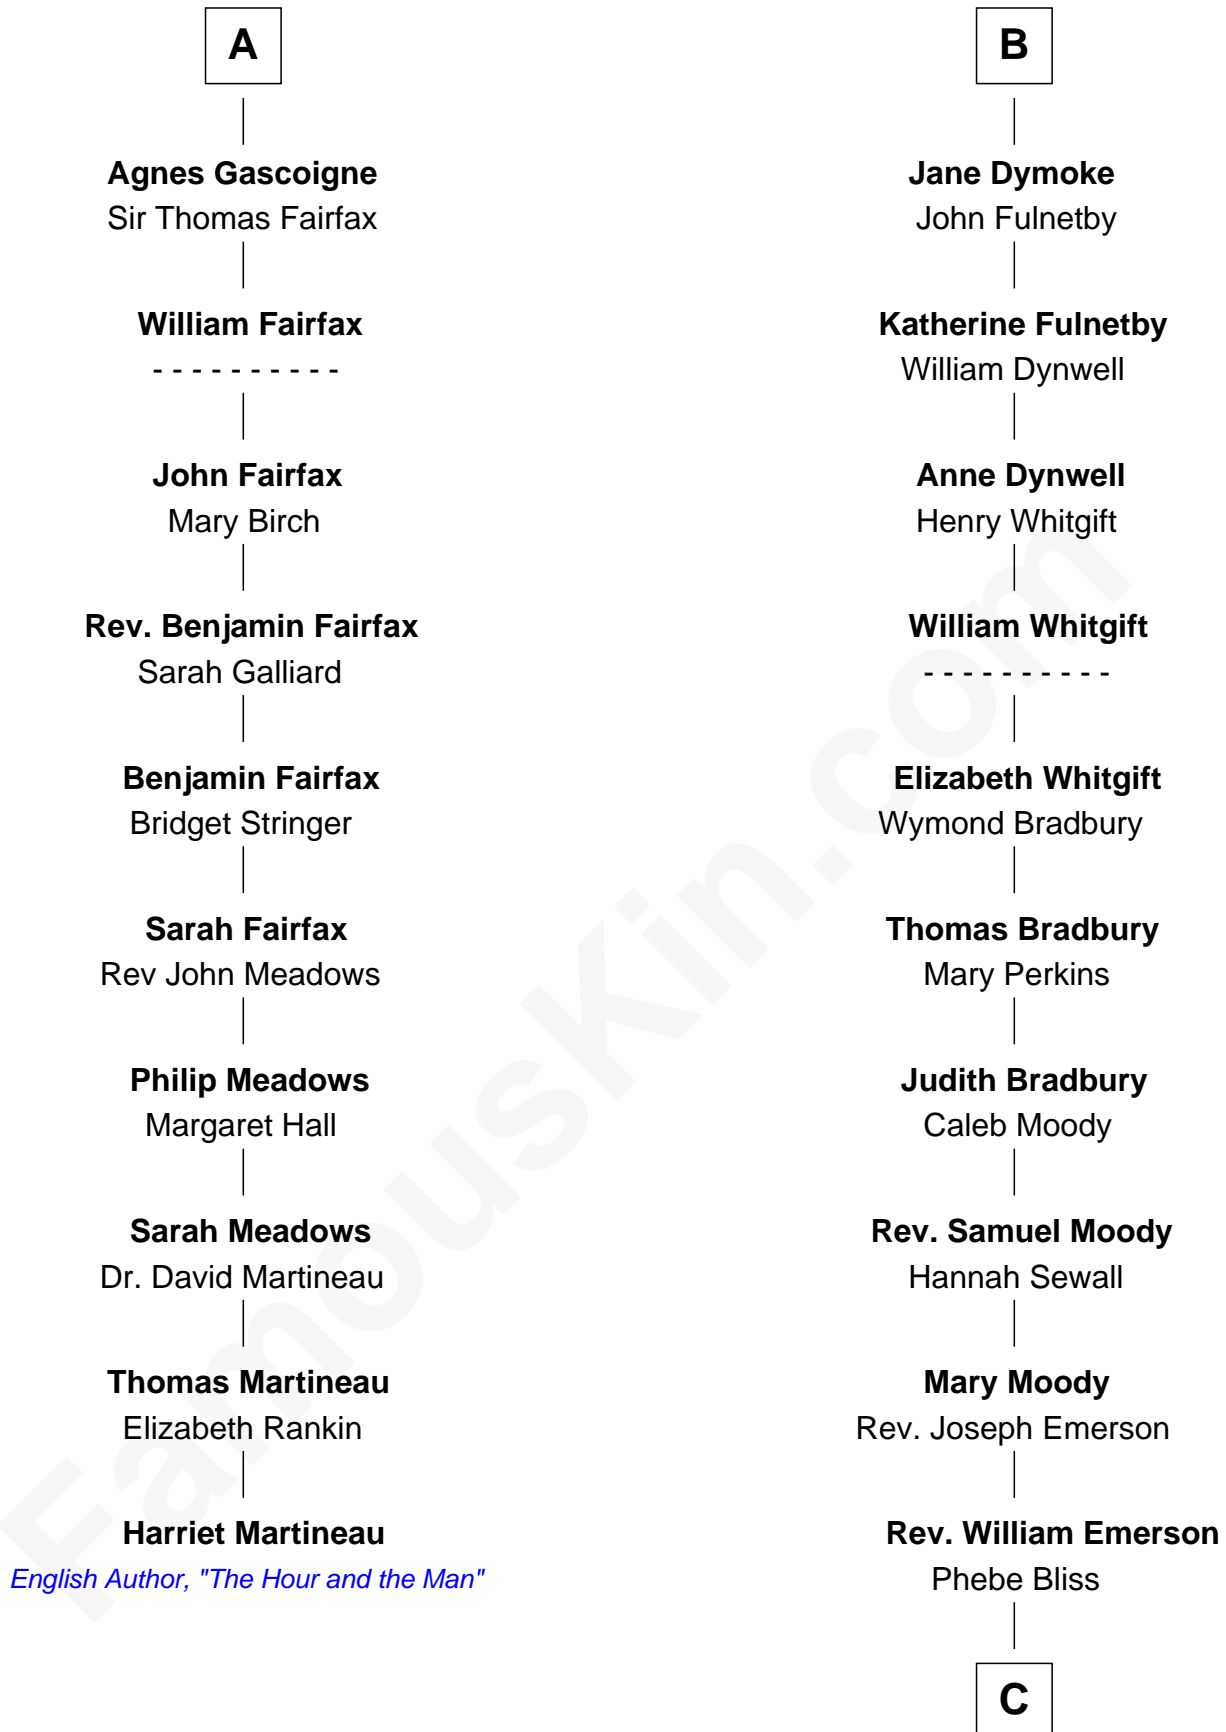 A
Agnes Gascoigne
Sir Thomas Fairfax
William Fairfax
- - - - - - - - - -
John Fairfax
Mary Birch
Rev. Benjamin Fairfax
Sarah Galliard
Benjamin Fairfax
Bridget Stringer
Sarah Fairfax
Rev John Meadows
Philip Meadows
Margaret Hall
Sarah Meadows
Dr. David Martineau
Thomas Martineau
Elizabeth Rankin
Harriet Martineau
English Author, "The Hour and the Man"
B
Jane Dymoke
John Fulnetby
Katherine Fulnetby
William Dynwell
Anne Dynwell
Henry Whitgift
William Whitgift
- - - - - - - - - -
Elizabeth Whitgift
Wymond Bradbury
Thomas Bradbury
Mary Perkins
Judith Bradbury
Caleb Moody
Rev. Samuel Moody
Hannah Sewall
Mary Moody
Rev. Joseph Emerson
Rev. William Emerson
Phebe Bliss
C
FamousKin.com